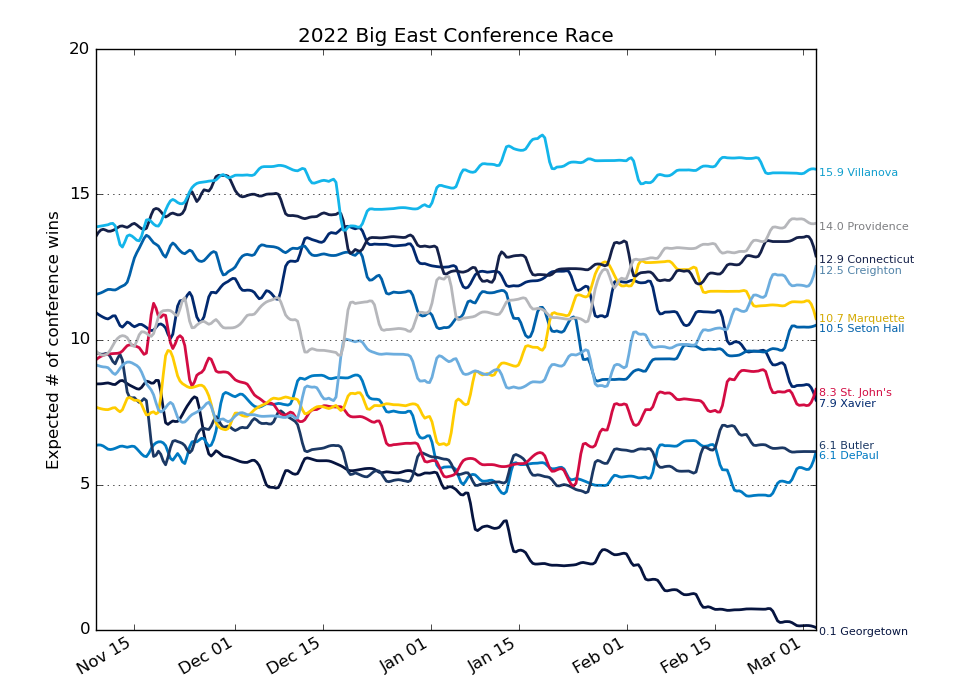 2022 Big East Conference Race
Expected # of conference wins
20
15
10
5
0
Nov 15
Dec 01
Dec 15
Jan 01
Jan 15
Feb 01
Feb 15
Mar 01
15.9 Villanova
14.0 Providence
12.9 Connecticut
12.5 Creighton
10.7 Marquette
10.5 Seton Hall
8.3 St. John's
7.9 Xavier
6.1 Butler
6.1 DePaul
0.1 Georgetown